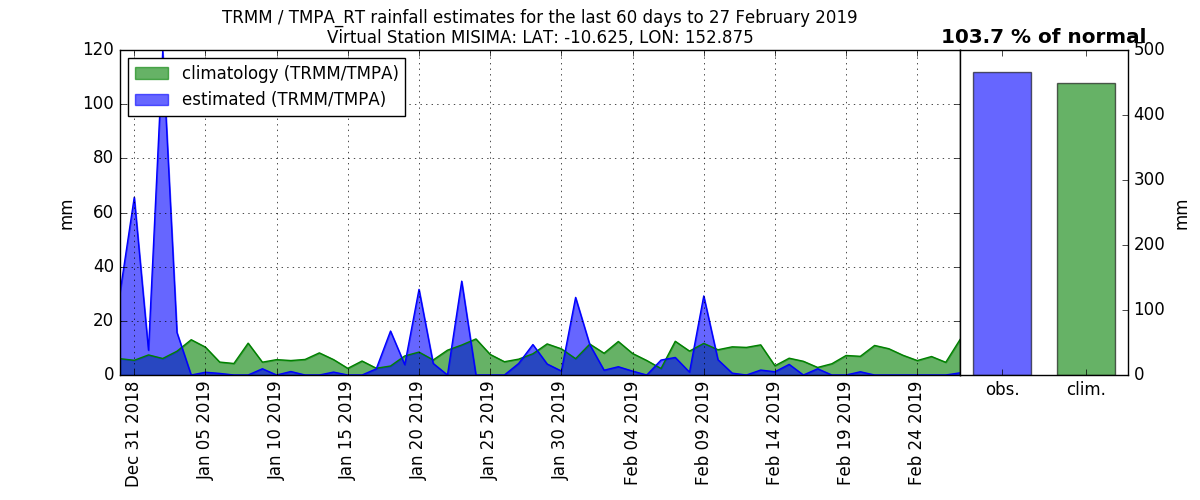 TRMM / TMPA_RT rainfall estimates for the last 60 days to 27 February 2019
Virtual Station MISIMA: LAT: -10.625, LON: 152.875
103.7 % of normal
climatology (TRMM/TMPA)
estimated (TRMM/TMPA)
120
100
80
60
40
20
0
mm
Dec 31 2018
Jan 05 2019
Jan 10 2019
Jan 15 2019
Jan 20 2019
Jan 25 2019
Jan 30 2019
Feb 04 2019
Feb 09 2019
Feb 14 2019
Feb 19 2019
Feb 24 2019
500
400
300
200
100
0
mm
obs.
clim.